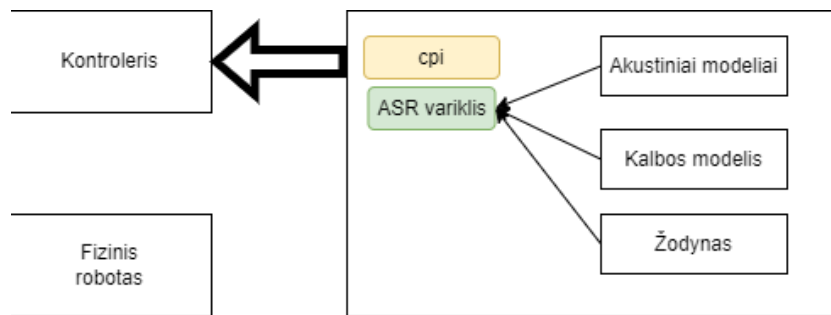 Kontroleris
cpi
ASR variklis
Akustiniai modeliai
Kalbos modelis
Žodynas
Fizinis
robotas